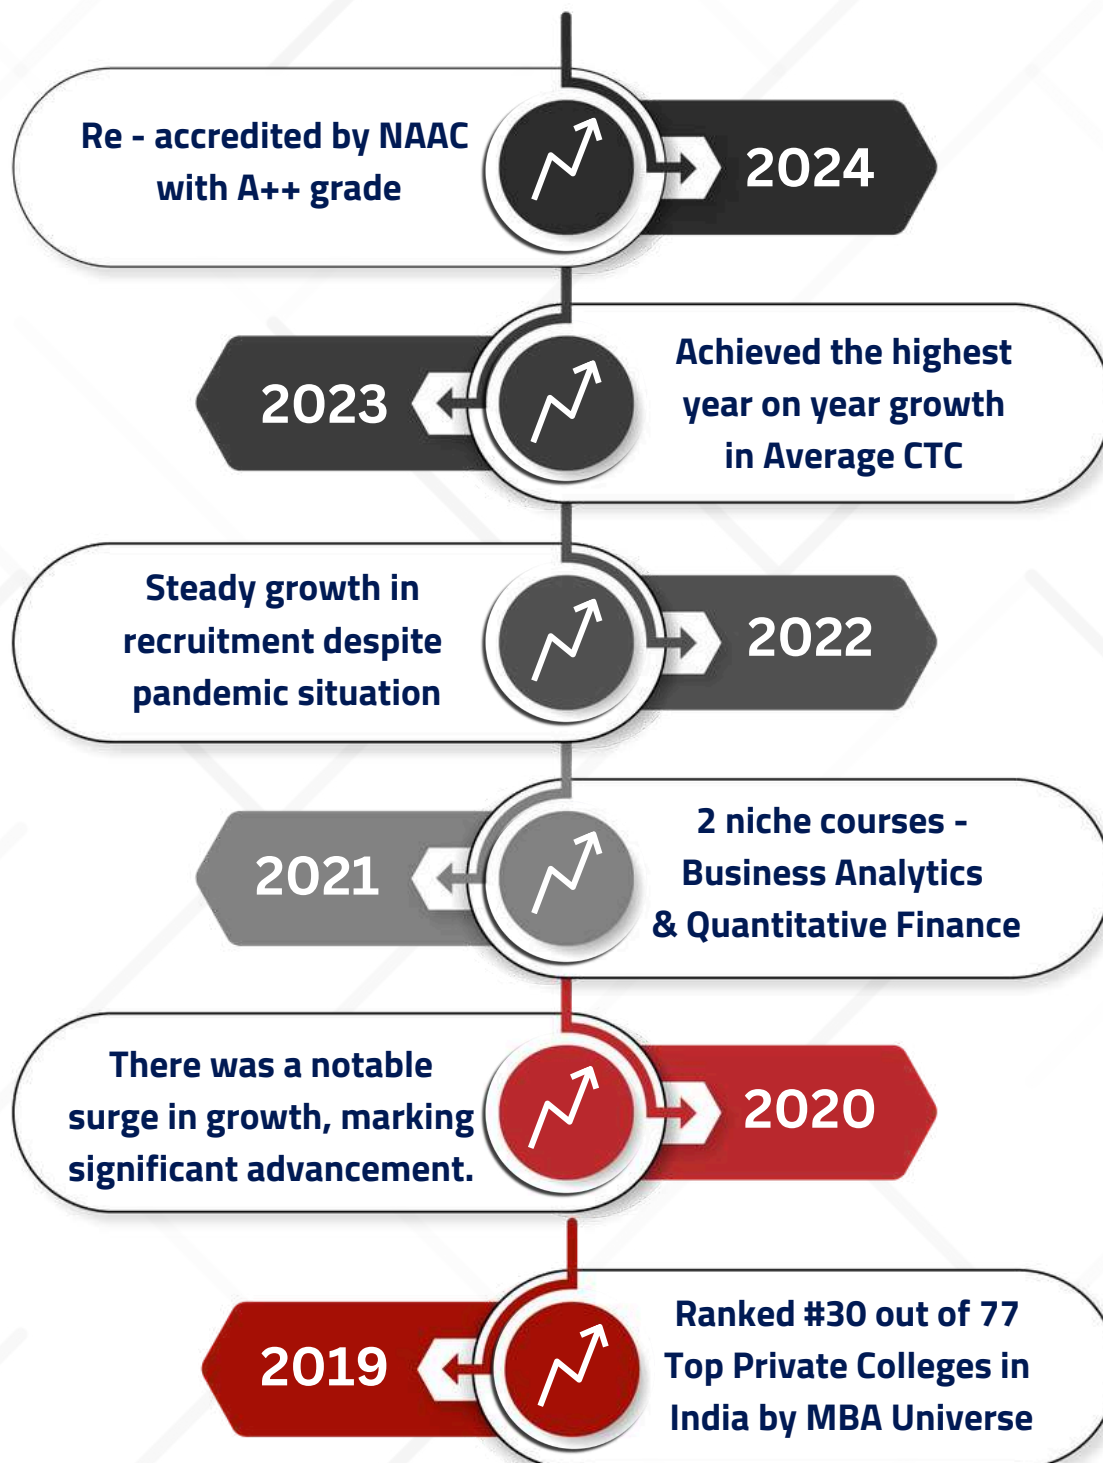 Re - accredited by NAAC
with A++ grade
2024
2023
Achieved the highest
year on year growth
in Average CTC
Steady growth in
recruitment despite
pandemic situation
2022
2021
2 niche courses -
Business Analytics
& Quantitative Finance
There was a notable
surge in growth, marking
significant advancement.
2020
2019
Ranked #30 out of 77
Top Private Colleges in
India by MBA Universe